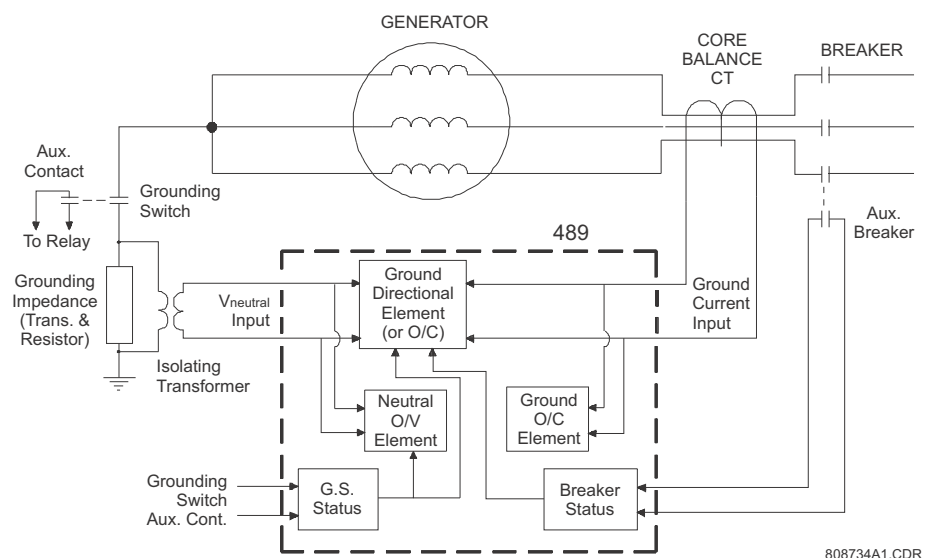 GENERATOR
CORE
BALANCE
CT
BREAKER
Aux.
Contact
Grounding
Switch
To Relay
Aux.
Breaker
489
Grounding
Impedance
(Trans. &
Resistor)
Vneutral
Input
Ground
Directional
Element
(or O/C)
Ground
Current
Input
Isolating
Transformer
Neutral
O/V
Element
Ground
O/C
Element
Grounding
Switch
Aux. Cont.
G.S.
Status
Breaker
Status
808734A1.CDR